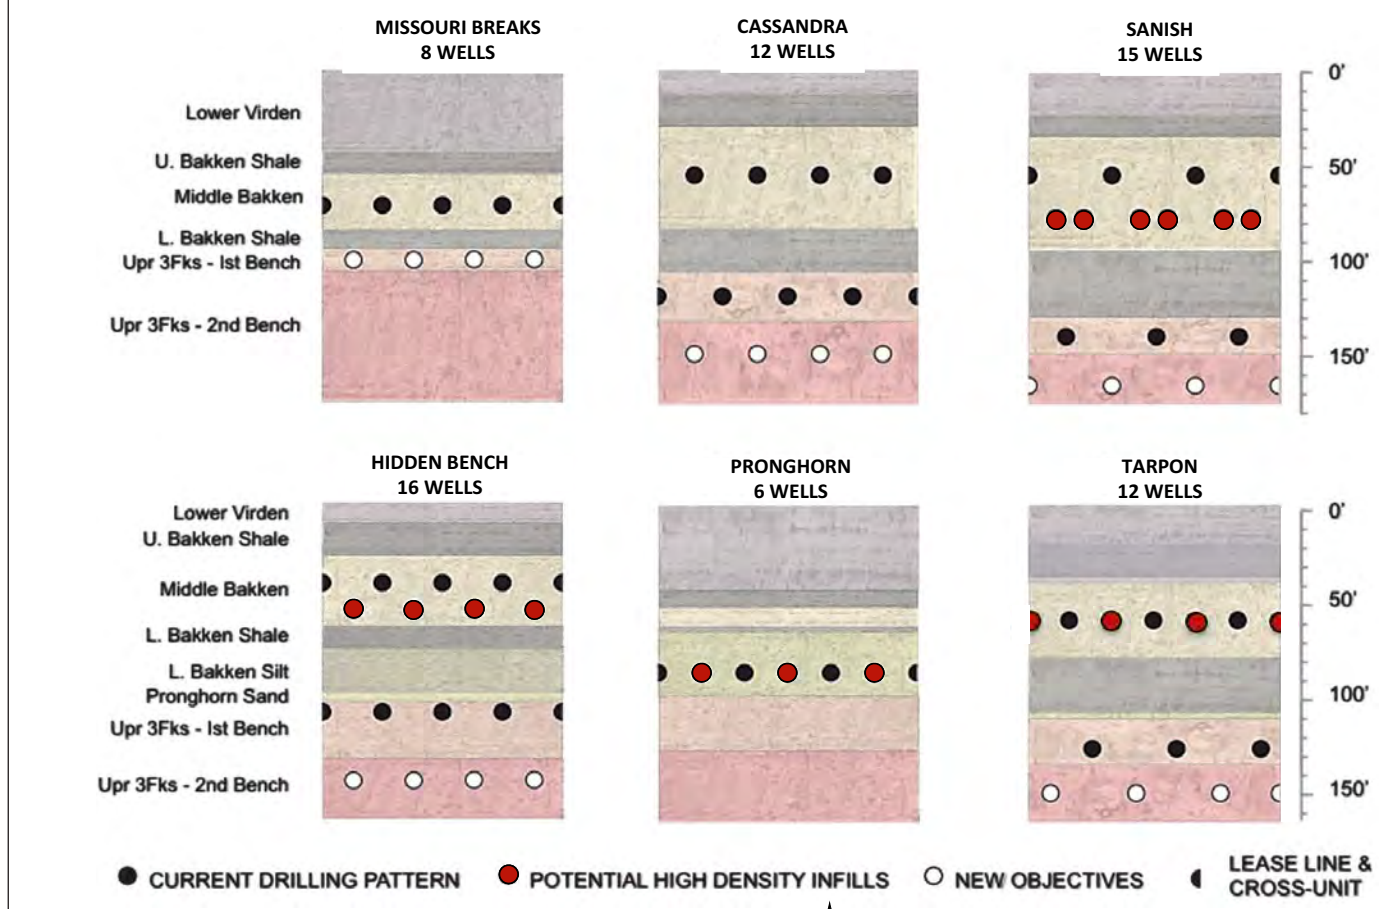 MISSOURI BREAKS
8 WELLS
CASSANDRA
12 WELLS
SANISH
15 WELLS
Lower Virden
U. Bakken Shale
Middle Bakken
L. Bakken Shale
Upr 3Fks - Ist Bench
Upr 3Fks - 2nd Bench
0'
50'
100'
150'
HIDDEN BENCH
16 WELLS
PRONGHORN
6 WELLS
TARPON
12 WELLS
Lower Virden
U. Bakken Shale
Middle Bakken
L. Bakken Shale
L. Bakken Silt
Pronghorn Sand
Upr 3Fks - Ist Bench
Upr 3Fks - 2nd Bench
0'
50'
100'
150'
CURRENT DRILLING PATTERN
POTENTIAL HIGH DENSITY INFILLS
NEW OBJECTIVES
LEASE LINE &
CROSS-UNIT